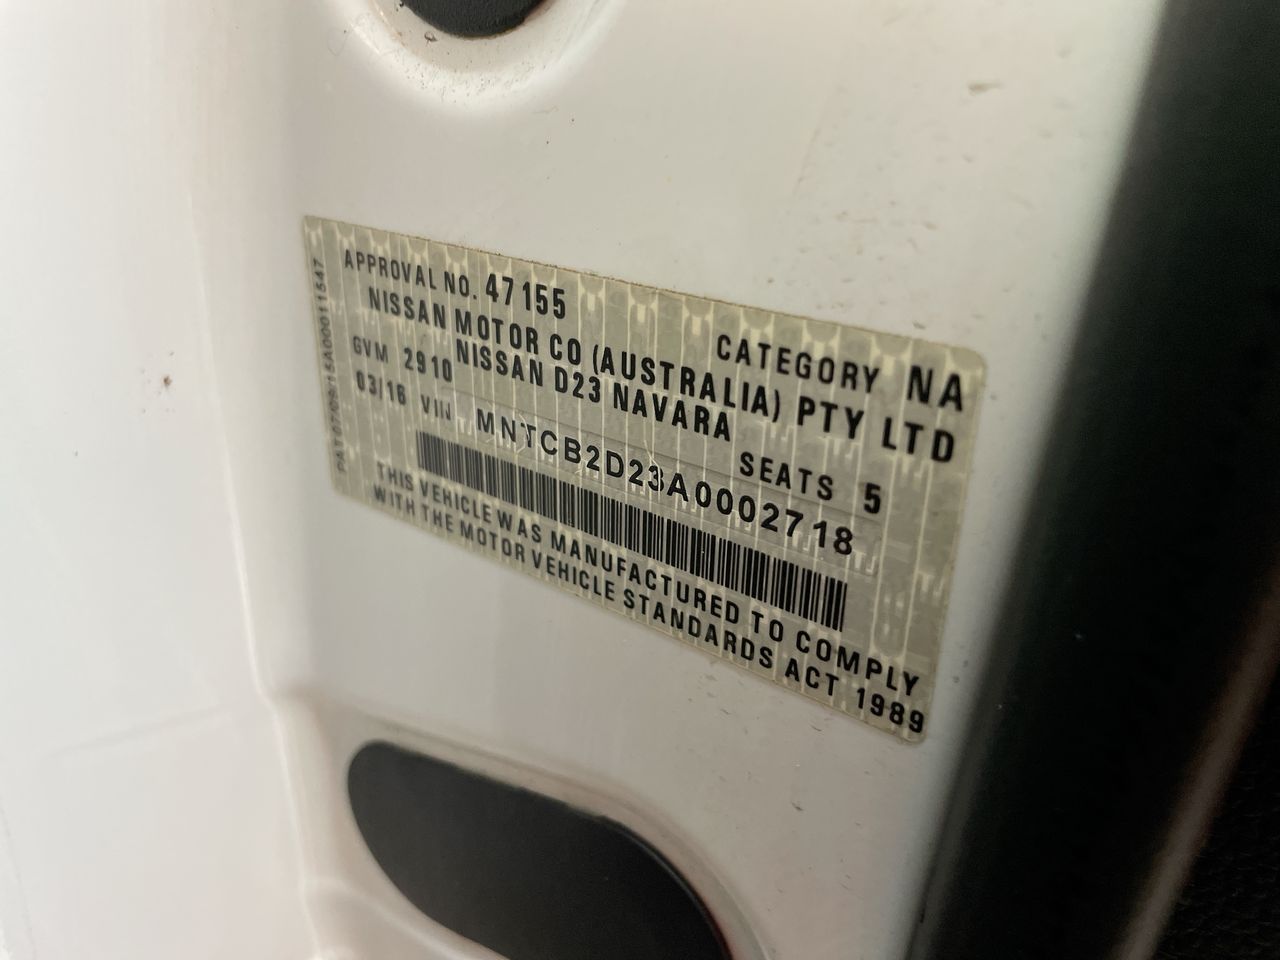 APPROVAL NO. 47155 CATEGORY NA
NISSAN MOTOR CO (AUSTRALIA) PTY LTD
NISSAN D23 NAVARA
GVM 2910 SEATS 5
03/16 VIN MNTCB2D23A0002718
THIS VEHICLE WAS MANUFACTURED TO COMPLY
WITH THE MOTOR VEHICLE STANDARDS ACT 1989